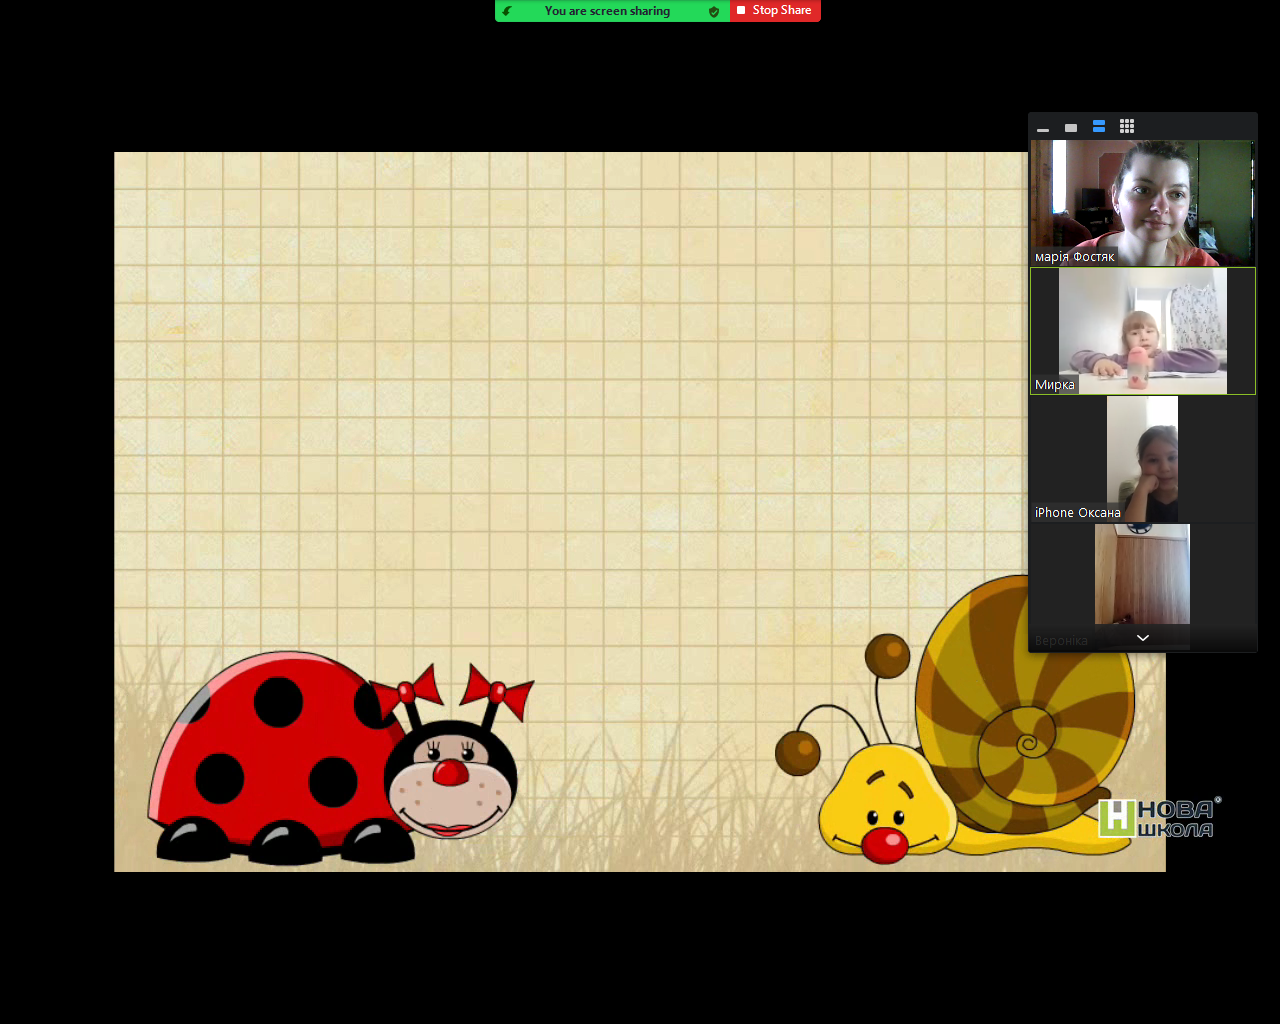 You are screen sharing
Stop Share
марія Фостяк
Мирка
iPhone Оксана
Вероніка
НОВА
ШКОЛА